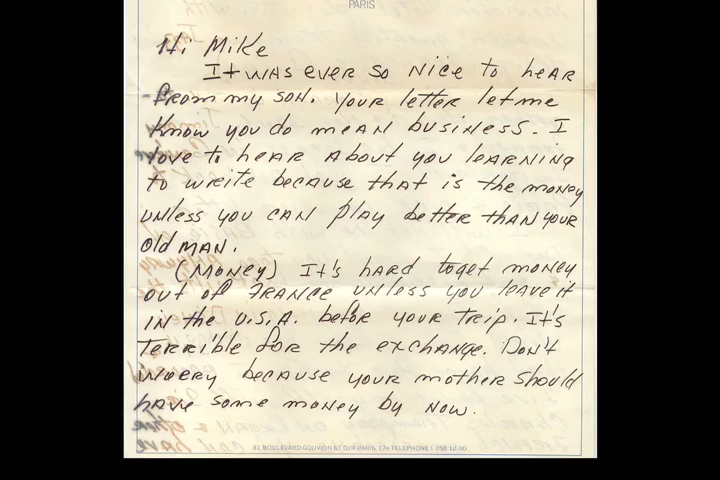 PARIS
Hi Mike
It was ever so nice to hear
from my son. Your letter let me
know you do mean business. I
love to hear about you learning
to write because that is the money
unless you can play better than your
old man.
(Money) It's hard to get money
out of France unless you leave it
in the U.S.A. before your trip. It's
terrible for the exchange. Don't
worry because your mother should
have some money by now.
81 BOULEVARD GOUVION ST CYR PARIS 17e TELEPHONE: 758 12-30